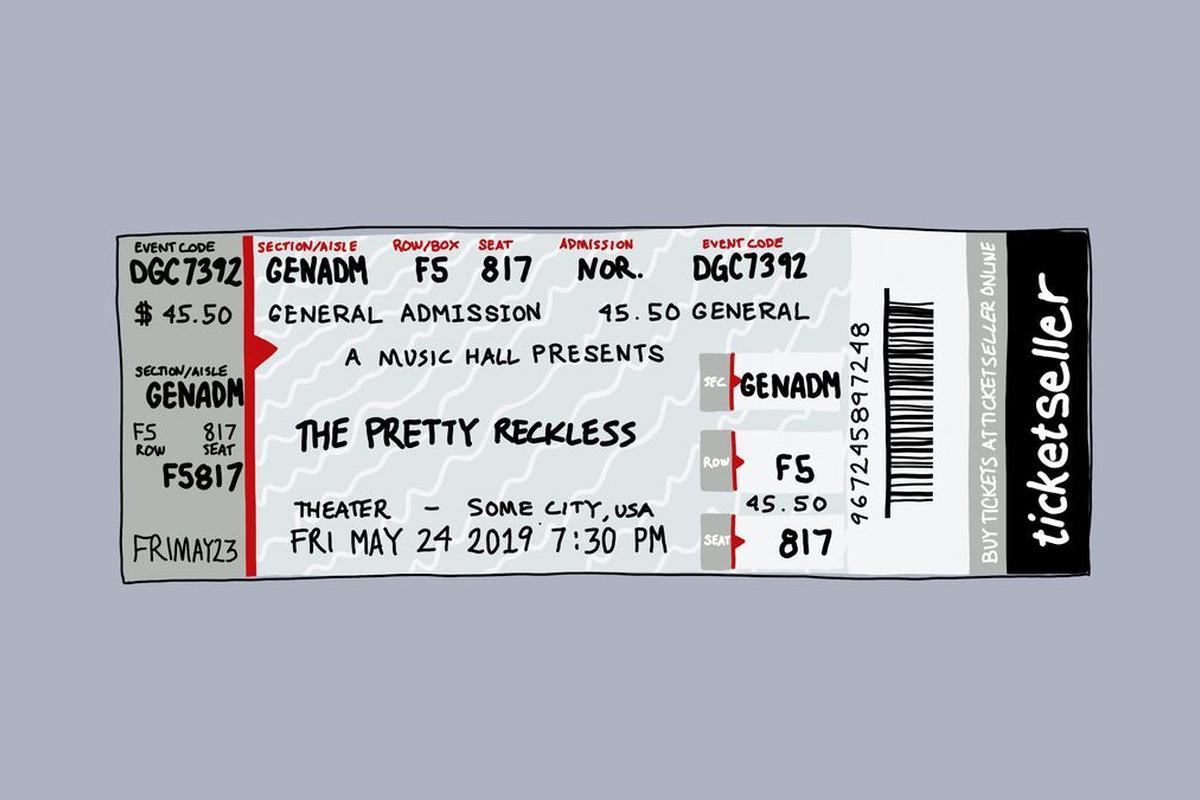 EVENT CODE
DGC7392
$ 45.50
SECTION/AISLE
GENADM
F5 817
ROW SEAT
F5817
FRIMAY23
SECTION/AISLE ROW/BOX SEAT ADMISSION EVENT CODE
GENADM F5 817 NOR. DGC7392
GENERAL ADMISSION 45.50 GENERAL
A MUSIC HALL PRESENTS
THE PRETTY RECKLESS
THEATER - SOME CITY, USA
FRI MAY 24 2019 7:30 PM
SEC. GENADM
ROW F5
45.50
SEAT 817
967245897248
BUY TICKETS AT TICKETSELLER ONLINE
ticketseller